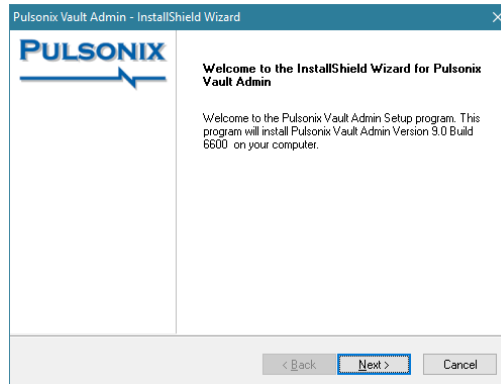 Pulsonix Vault Admin - InstallShield Wizard
PULSONIX
Welcome to the InstallShield Wizard for Pulsonix
Vault Admin
Welcome to the Pulsonix Vault Admin Setup program. This
program will install Pulsonix Vault Admin Version 9.0 Build
6600 on your computer.
< Back
Next >
Cancel